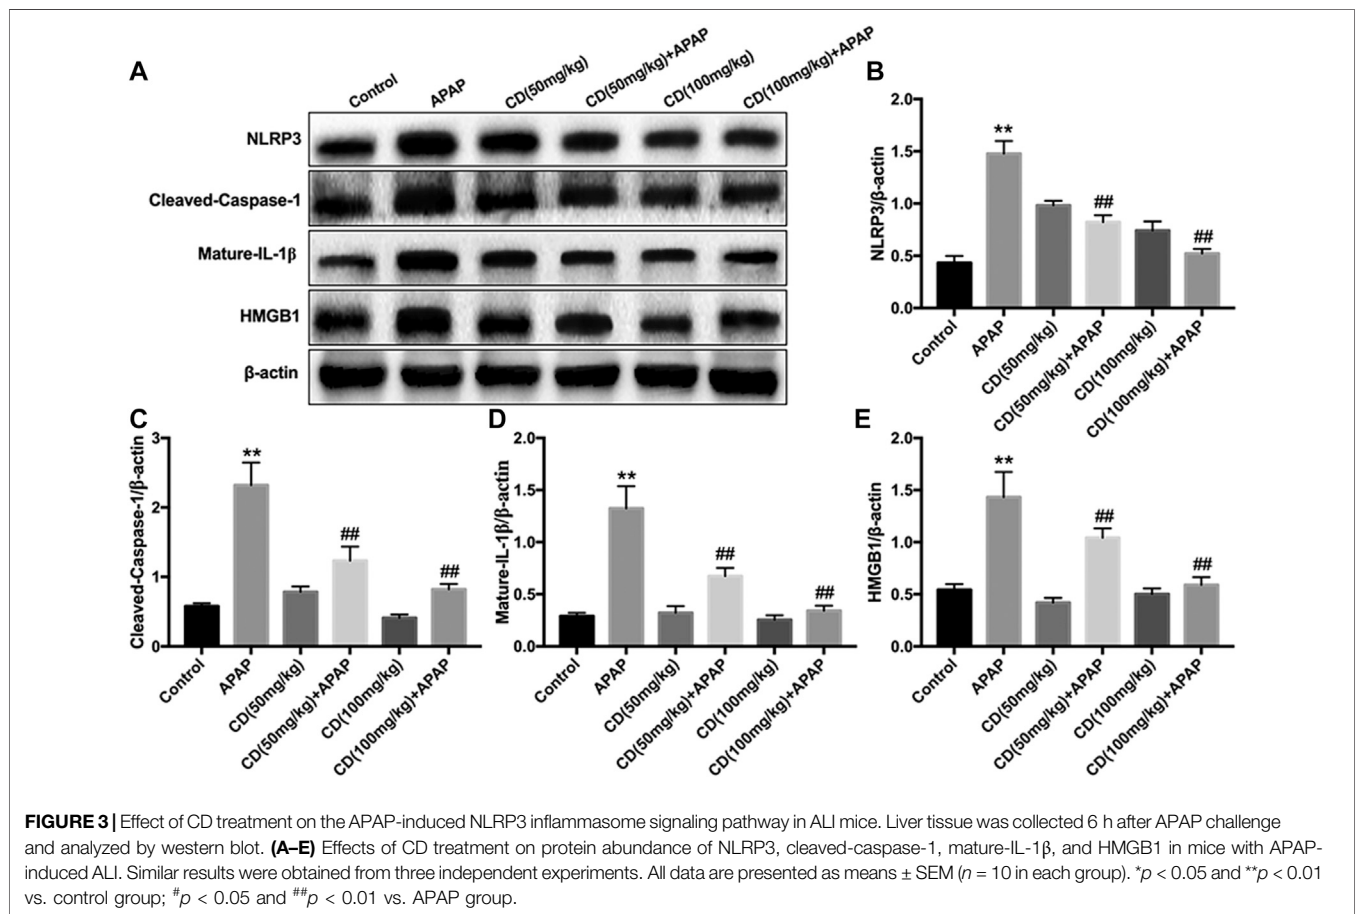 A
Control
APAP
CD(50mg/kg)
CD(50mg/kg)+APAP
CD(100mg/kg)
CD(100mg/kg)+APAP
NLRP3
Cleaved-Caspase-1
Mature-IL-1β
HMGB1
β-actin
B
NLRP3/β-actin
2.0
1.5
1.0
0.5
0.0
**
##
##
Control
APAP
CD(50mg/kg)
CD(50mg/kg)+APAP
CD(100mg/kg)
CD(100mg/kg)+APAP
C
Cleaved-Caspase-1/β-actin
3
2
1
0
**
##
##
Control
APAP
CD(50mg/kg)
CD(50mg/kg)+APAP
CD(100mg/kg)
CD(100mg/kg)+APAP
D
Mature-IL-1β/β-actin
2.0
1.5
1.0
0.5
0.0
**
##
##
Control
APAP
CD(50mg/kg)
CD(50mg/kg)+APAP
CD(100mg/kg)
CD(100mg/kg)+APAP
E
HMGB1/β-actin
2.0
1.5
1.0
0.5
0.0
**
##
##
Control
APAP
CD(50mg/kg)
CD(50mg/kg)+APAP
CD(100mg/kg)
CD(100mg/kg)+APAP
FIGURE 3 | Effect of CD treatment on the APAP-induced NLRP3 inflammasome signaling pathway in ALI mice. Liver tissue was collected 6 h after APAP challenge
and analyzed by western blot. (A–E) Effects of CD treatment on protein abundance of NLRP3, cleaved-caspase-1, mature-IL-1β, and HMGB1 in mice with APAP-
induced ALI. Similar results were obtained from three independent experiments. All data are presented as means ± SEM (n = 10 in each group). *p < 0.05 and **p < 0.01
vs. control group; #p < 0.05 and ##p < 0.01 vs. APAP group.